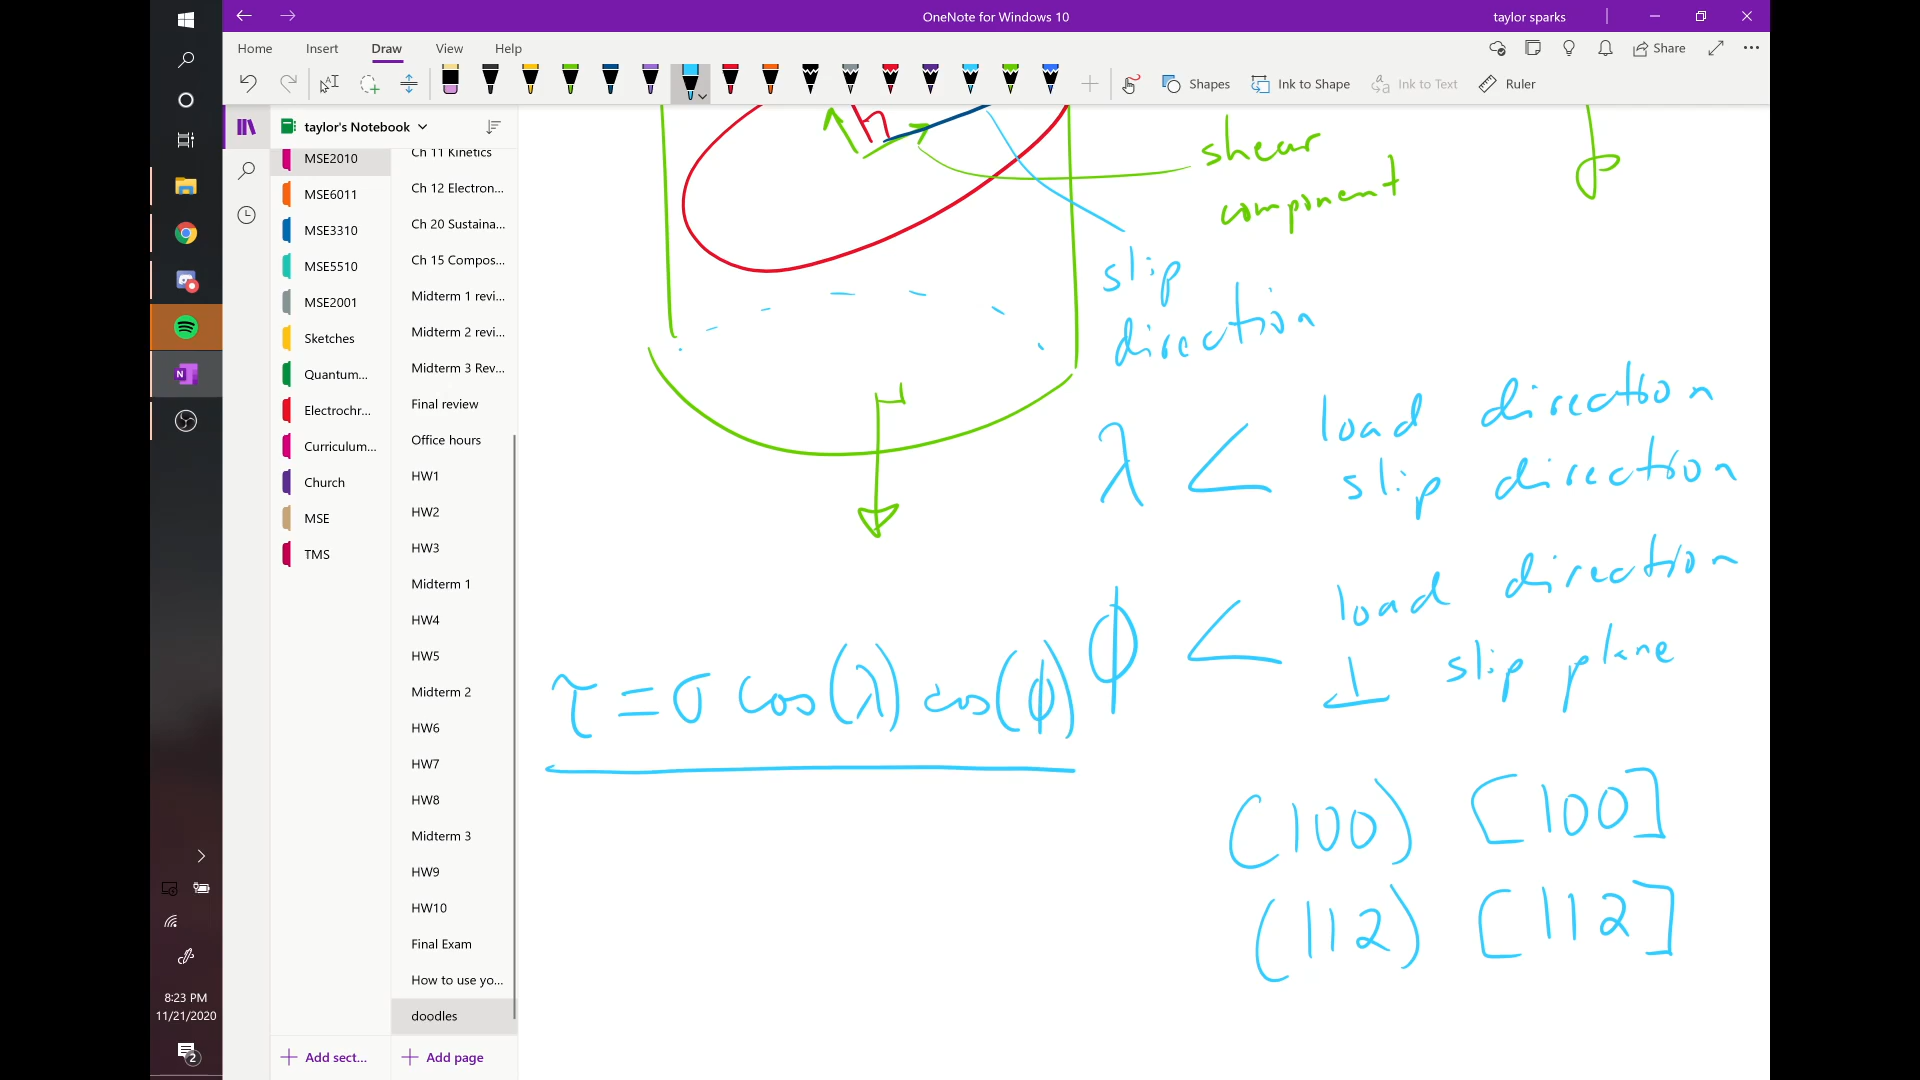 OneNote for Windows 10
taylor sparks
Home Insert Draw View Help
Share
Shapes Ink to Shape Ink to Text Ruler
taylor's Notebook
MSE2010
MSE6011
MSE3310
MSE5510
MSE2001
Sketches
Quantum...
Electrochr...
Curriculum...
Church
MSE
TMS
Add sect...
Ch 11 Kinetics
Ch 12 Electron...
Ch 20 Sustaina...
Ch 15 Compos...
Midterm 1 revi...
Midterm 2 revi...
Midterm 3 Rev...
Final review
Office hours
HW1
HW2
HW3
Midterm 1
HW4
HW5
Midterm 2
HW6
HW7
HW8
Midterm 3
HW9
HW10
Final Exam
How to use yo...
doodles
Add page
n
shear
component
slip
direction
λ < load direction
slip direction
ϕ < load direction
⊥ slip plane
τ = σ cos(λ) cos(ϕ)
(100) [100]
(112) [112]
8:23 PM
11/21/2020
2